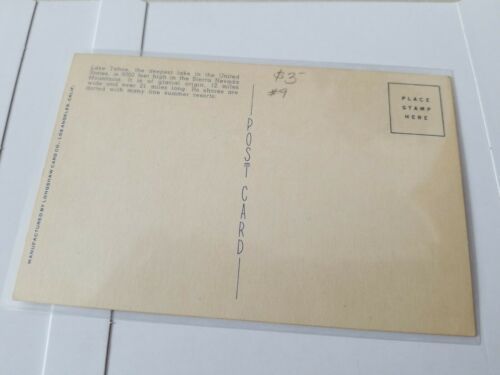 Lake Tahoe, the deepest lake in the United
States, is 6250 feet high in the Sierra Nevada
Mountains. It is of glacial origin, 12 miles
wide and over 21 miles long. Its shores are
dotted with many fine summer resorts.
$3-
#9
PLACE
STAMP
HERE
POST CARD
MANUFACTURED BY LONGSHAW CARD CO., LOS ANGELES, CALIF.